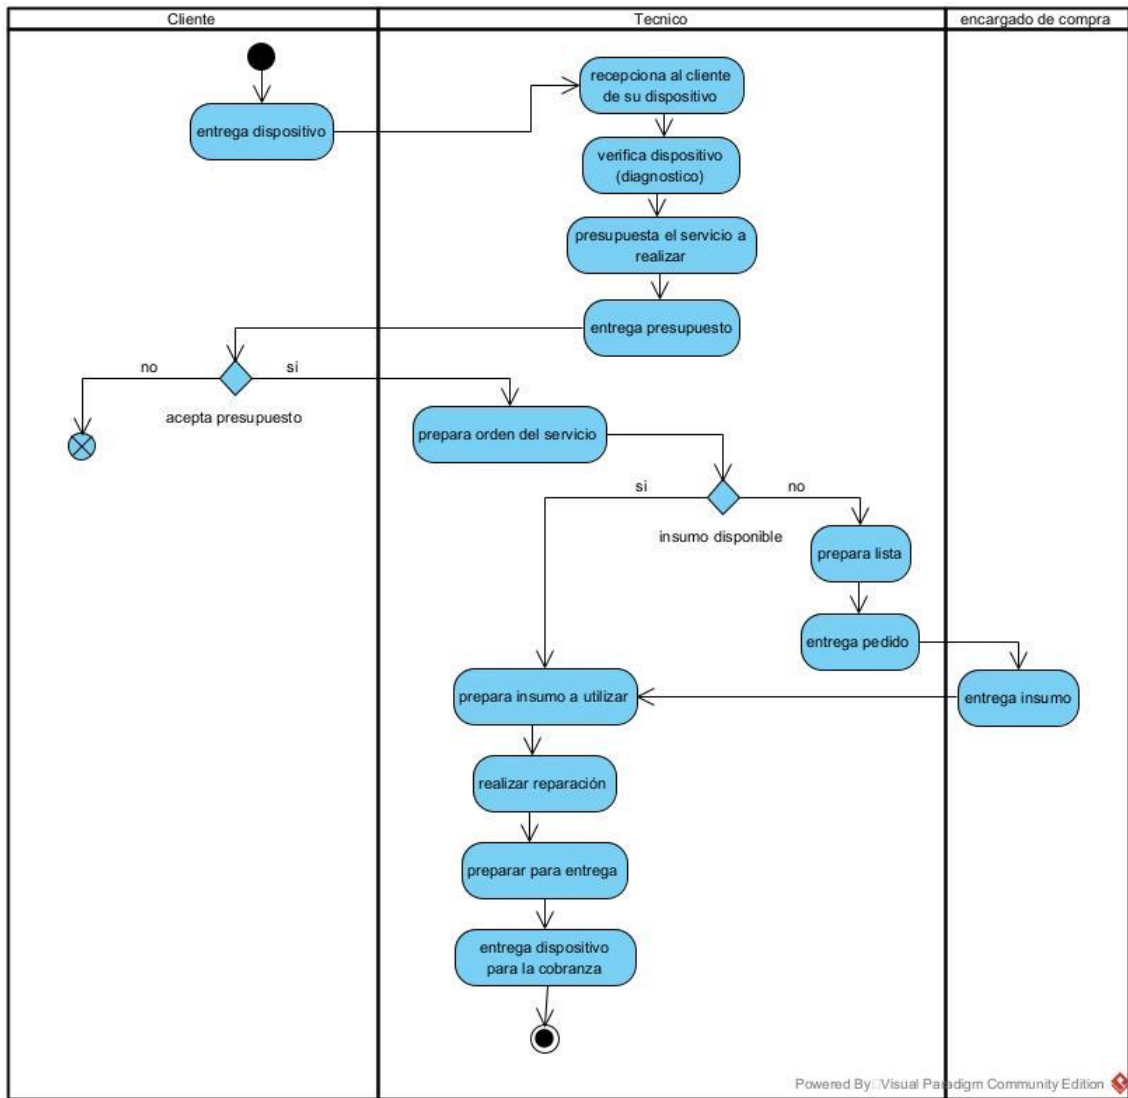 Cliente
Tecnico
encargado de compra
recepciona al cliente
de su dispositivo
entrega dispositivo
verifica dispositivo
(diagnostico)
presupuesta el servicio a
realizar
entrega presupuesto
no
si
acepta presupuesto
prepara orden del servicio
si
no
insumo disponible
prepara lista
entrega pedido
prepara insumo a utilizar
entrega insumo
realizar reparación
preparar para entrega
entrega dispositivo
para la cobranza
Powered By Visual Paradigm Community Edition